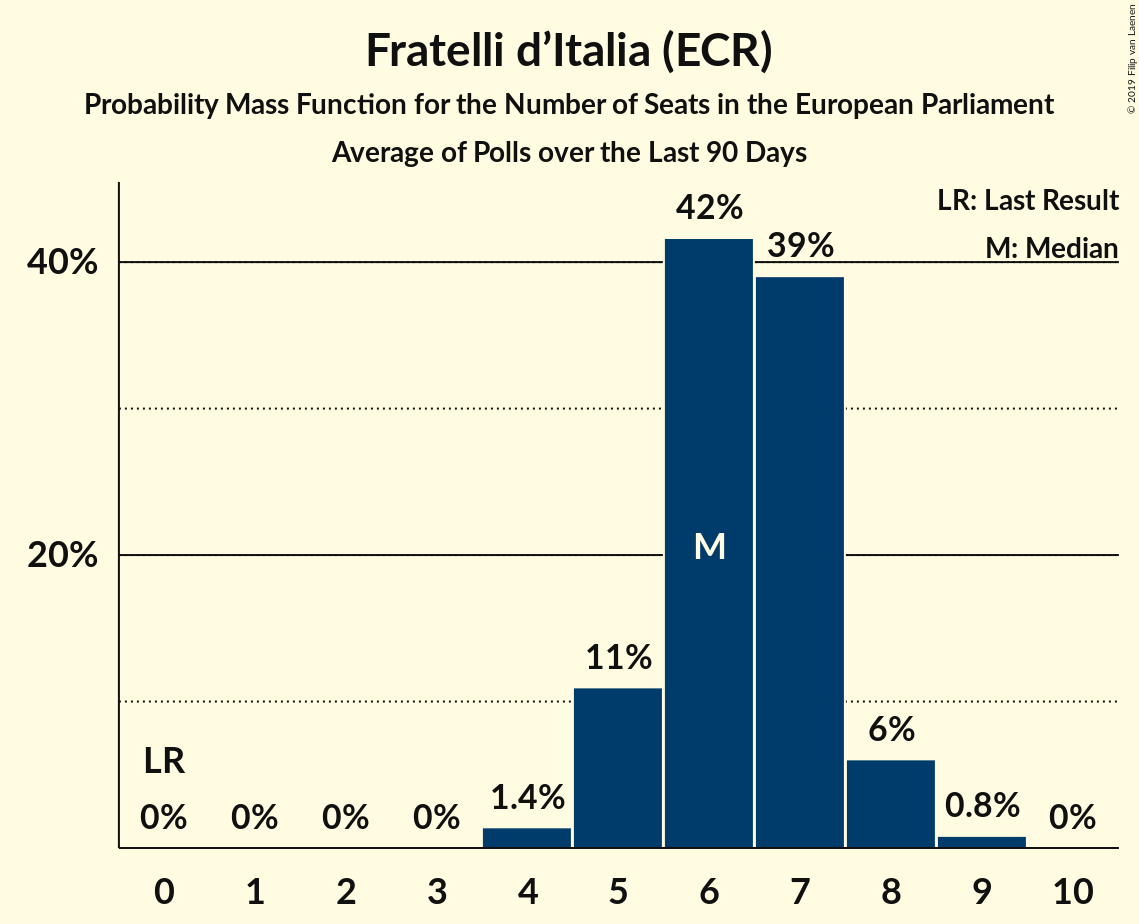 Fratelli d’Italia (ECR)
Probability Mass Function for the Number of Seats in the European Parliament
Average of Polls over the Last 90 Days
© 2019 Filip van Laenen
LR: Last Result
M: Median
40%
20%
LR
0%
0%
0%
0%
1.4%
11%
42%
M
39%
6%
0.8%
0%
0 1 2 3 4 5 6 7 8 9 10